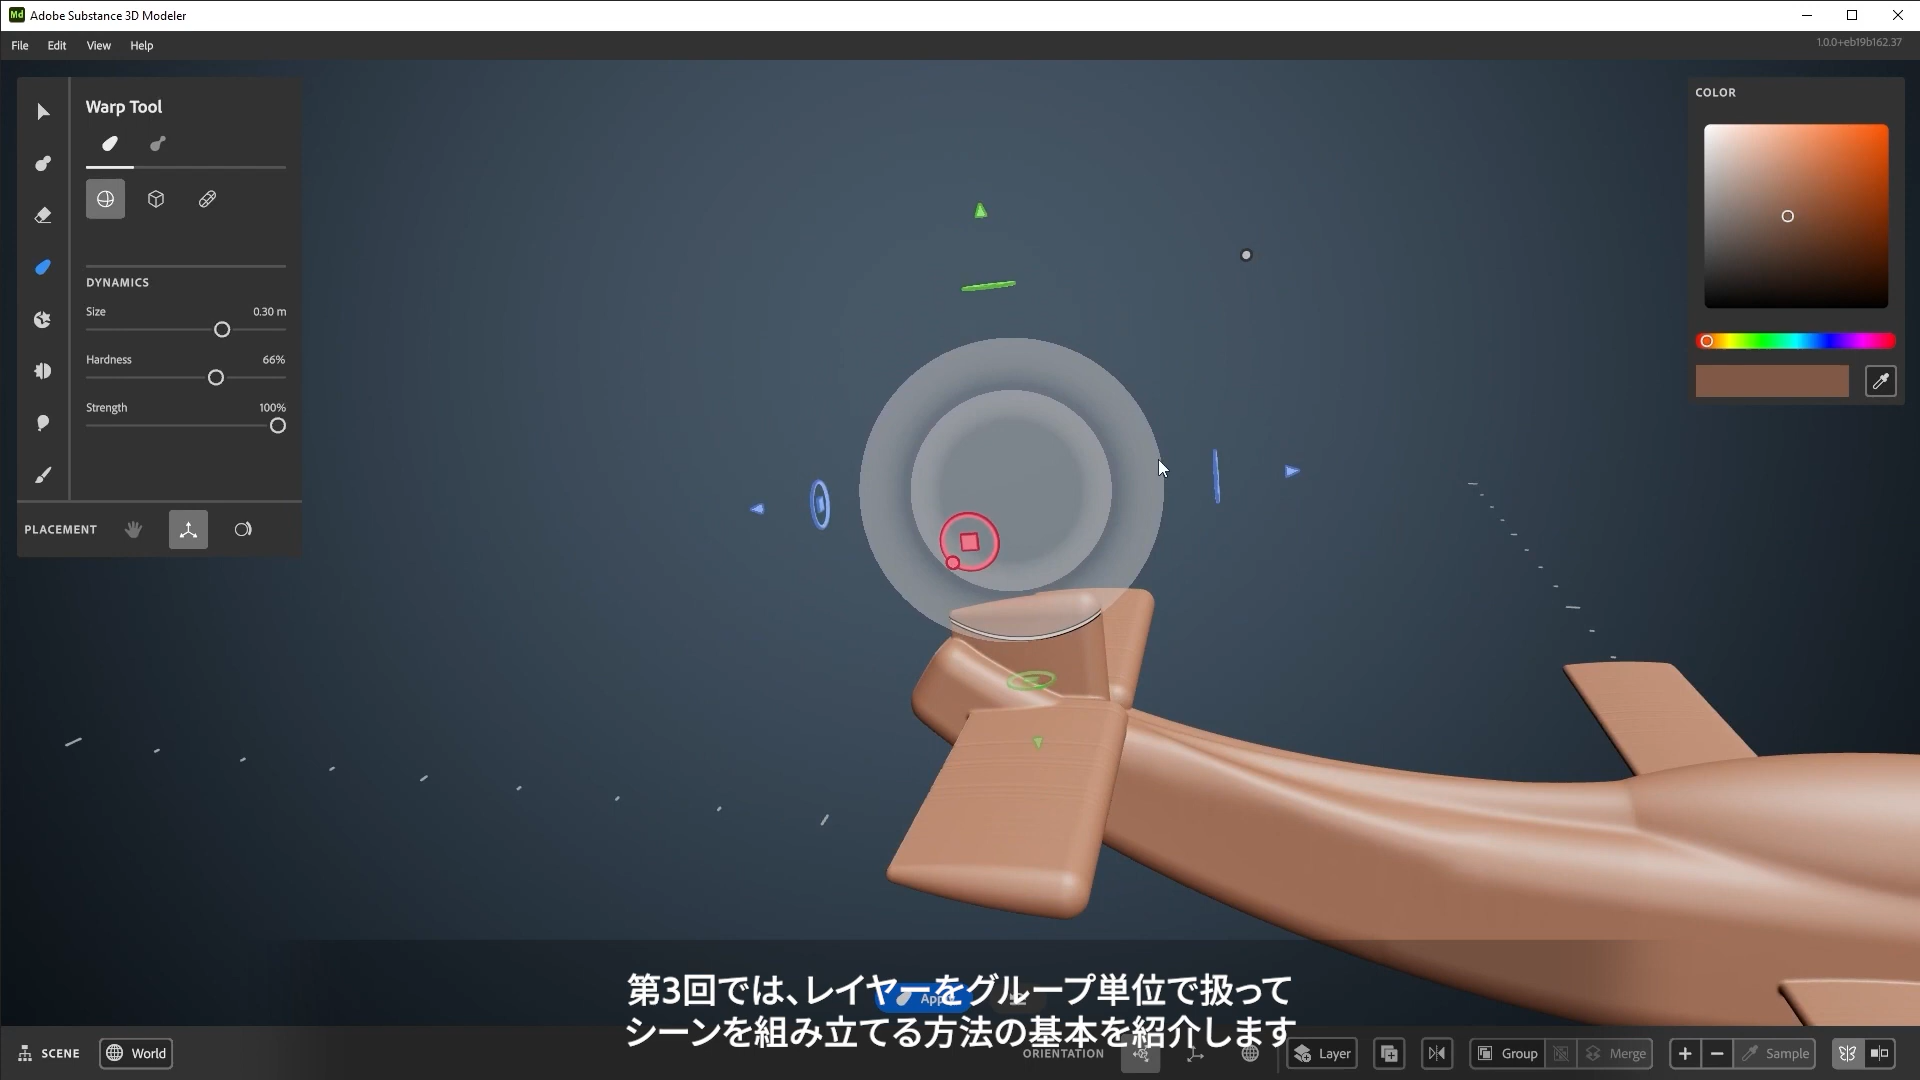 Adobe Substance 3D Modeler
File Edit View Help
1.0.0+eb19b162.37
Warp Tool
DYNAMICS
Size 0.30 m
Hardness 66%
Strength 100%
PLACEMENT
COLOR
第3回では、レイヤーをグループ単位で扱って
シーンを組み立てる方法の基本を紹介します
SCENE World ORIENTATION Layer Group Merge Sample